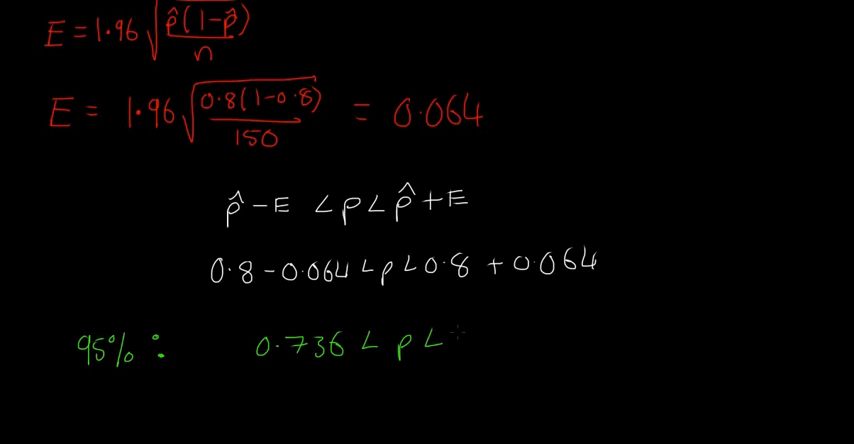 E = 1.96 √(p̂(1-p̂)/n)
E = 1.96 √(0.8(1-0.8)/150) = 0.064
p̂ - E < p < p̂ + E
0.8 - 0.064 < p < 0.8 + 0.064
95% : 0.736 < p <